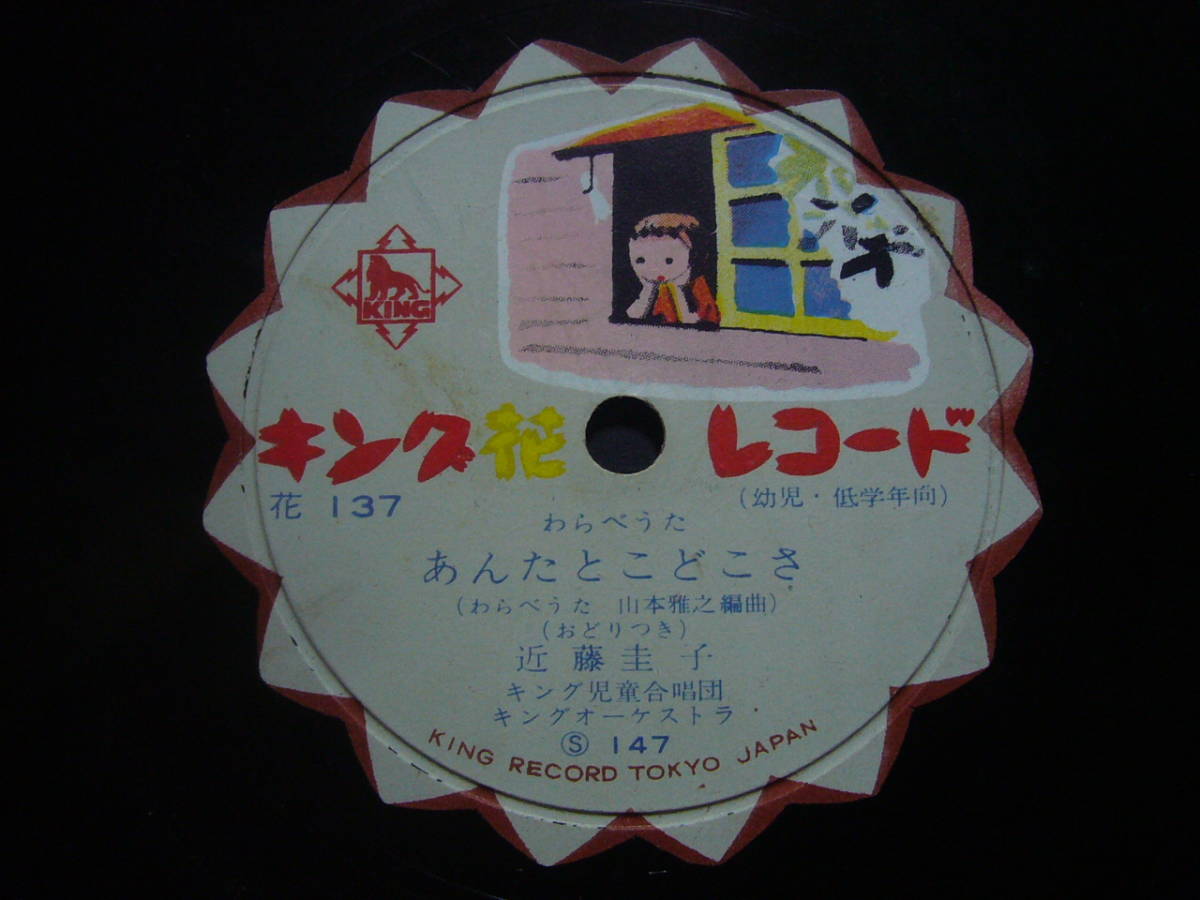 KING
キング花レコード
花 137
(幼児・低学年向)
わらべうた
あんたとこどこさ
(わらべうた 山本雅之編曲)
(おどりつき)
近藤圭子
キング児童合唱団
キングオーケストラ
Ⓢ 147
KING RECORD TOKYO JAPAN